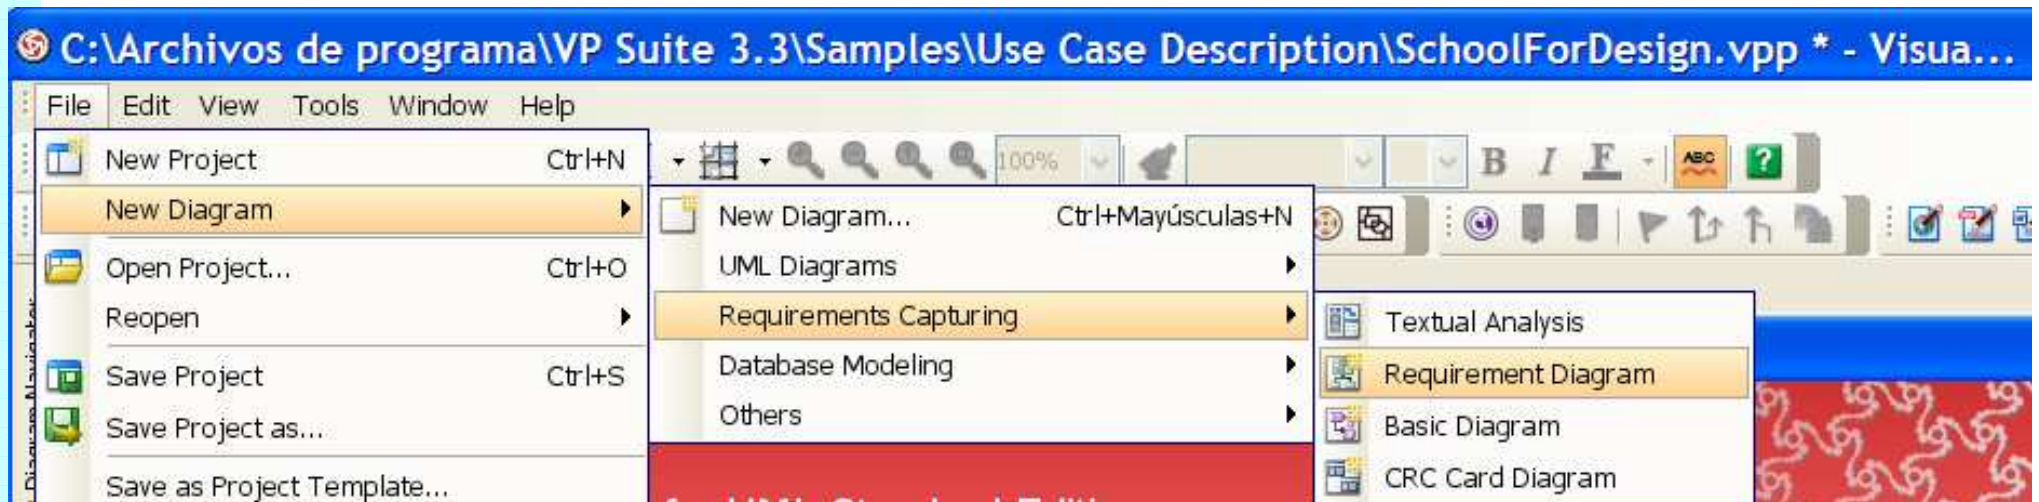 C:\Archivos de programa\VP Suite 3.3\Samples\Use Case Description\SchoolForDesign.vpp * - Visua...
File Edit View Tools Window Help
New Project Ctrl+N
100%
B I F ABC ?
New Diagram
New Diagram... Ctrl+Mayúsculas+N
UML Diagrams
Open Project... Ctrl+O
Reopen
Requirements Capturing
Textual Analysis
Database Modeling
Requirement Diagram
Save Project Ctrl+S
Others
Basic Diagram
Save Project as...
CRC Card Diagram
Save as Project Template...
Diagram Navigator